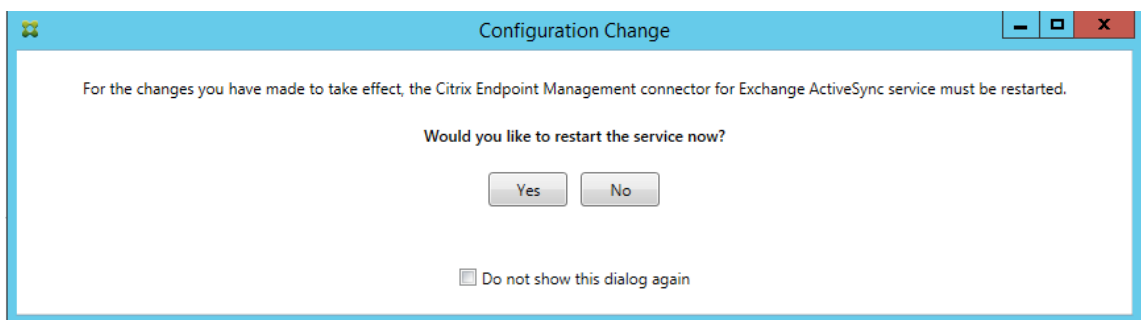 Configuration Change
For the changes you have made to take effect, the Citrix Endpoint Management connector for Exchange ActiveSync service must be restarted.
Would you like to restart the service now?
Yes No
Do not show this dialog again